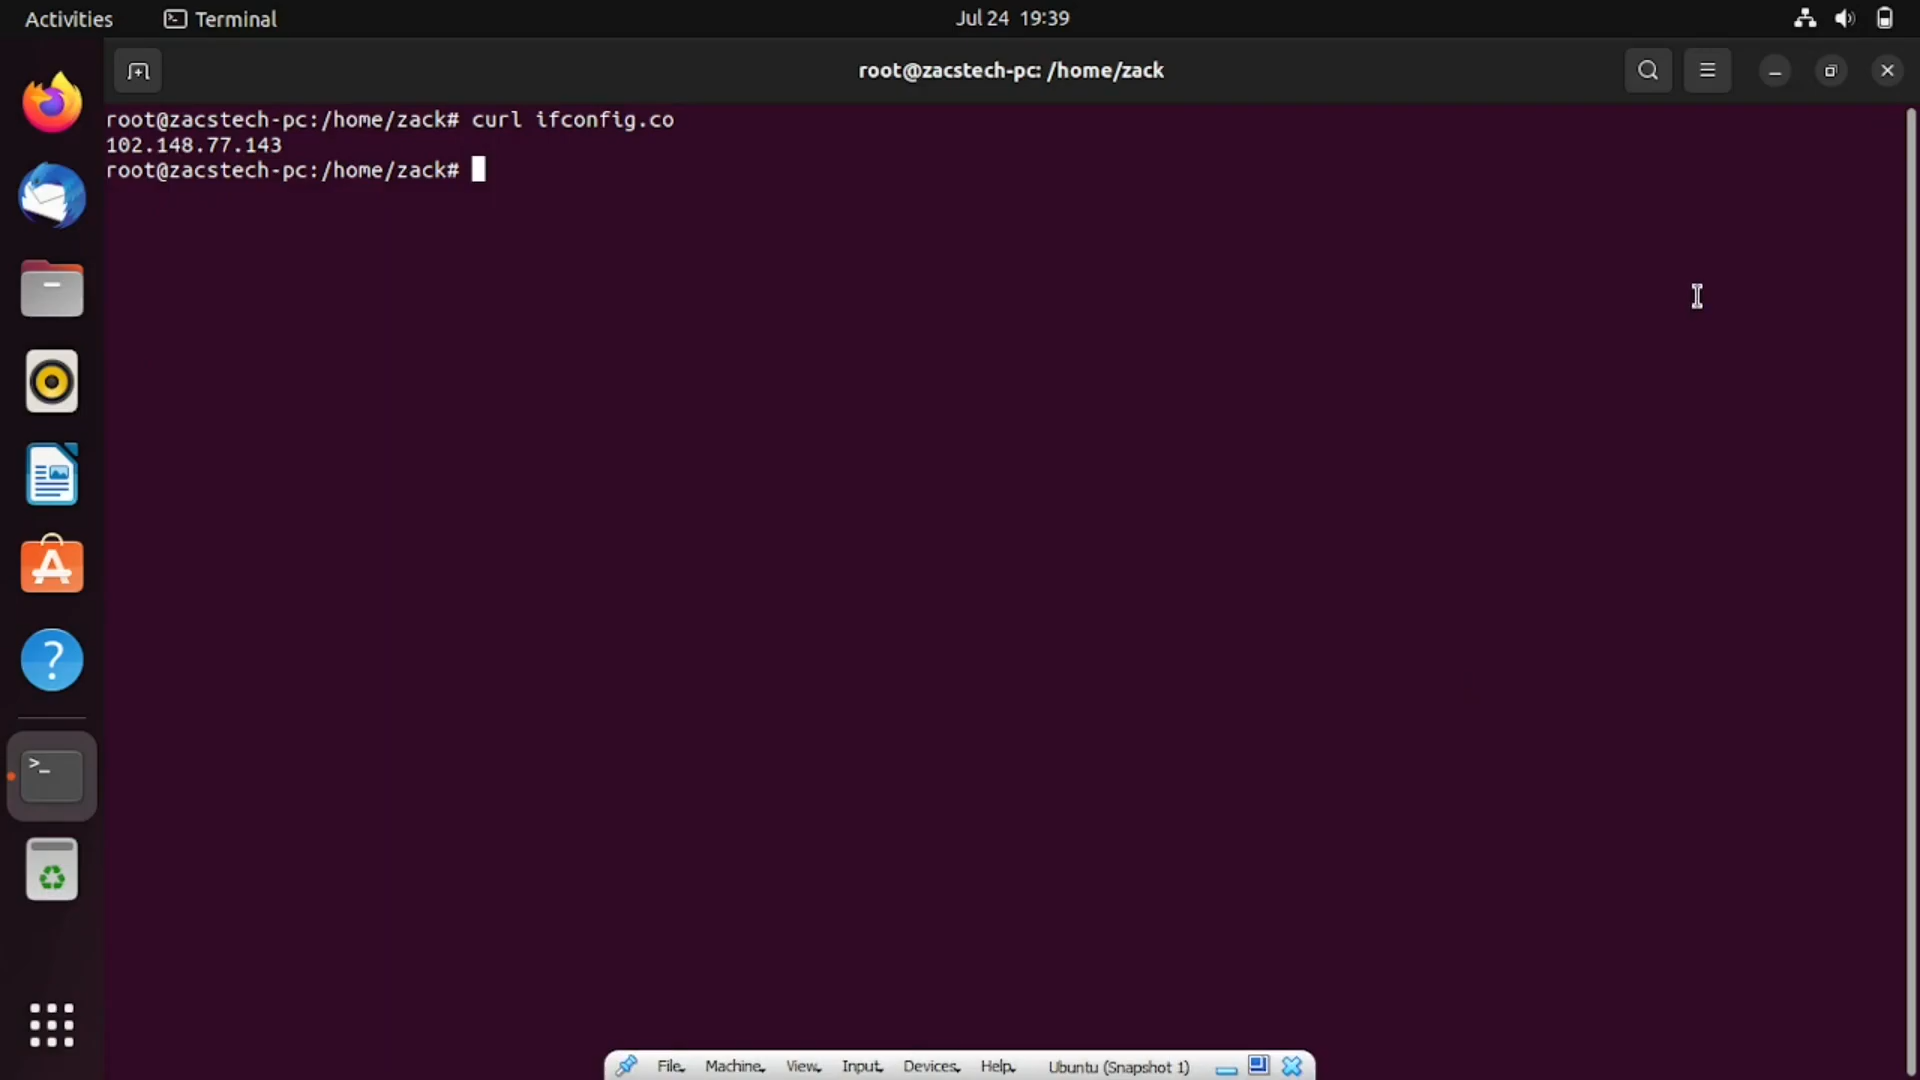 Activities
Terminal
Jul 24 19:39
root@zacstech-pc: /home/zack
root@zacstech-pc:/home/zack# curl ifconfig.co
102.148.77.143
root@zacstech-pc:/home/zack#
File
Machine
View
Input
Devices
Help
Ubuntu (Snapshot 1)